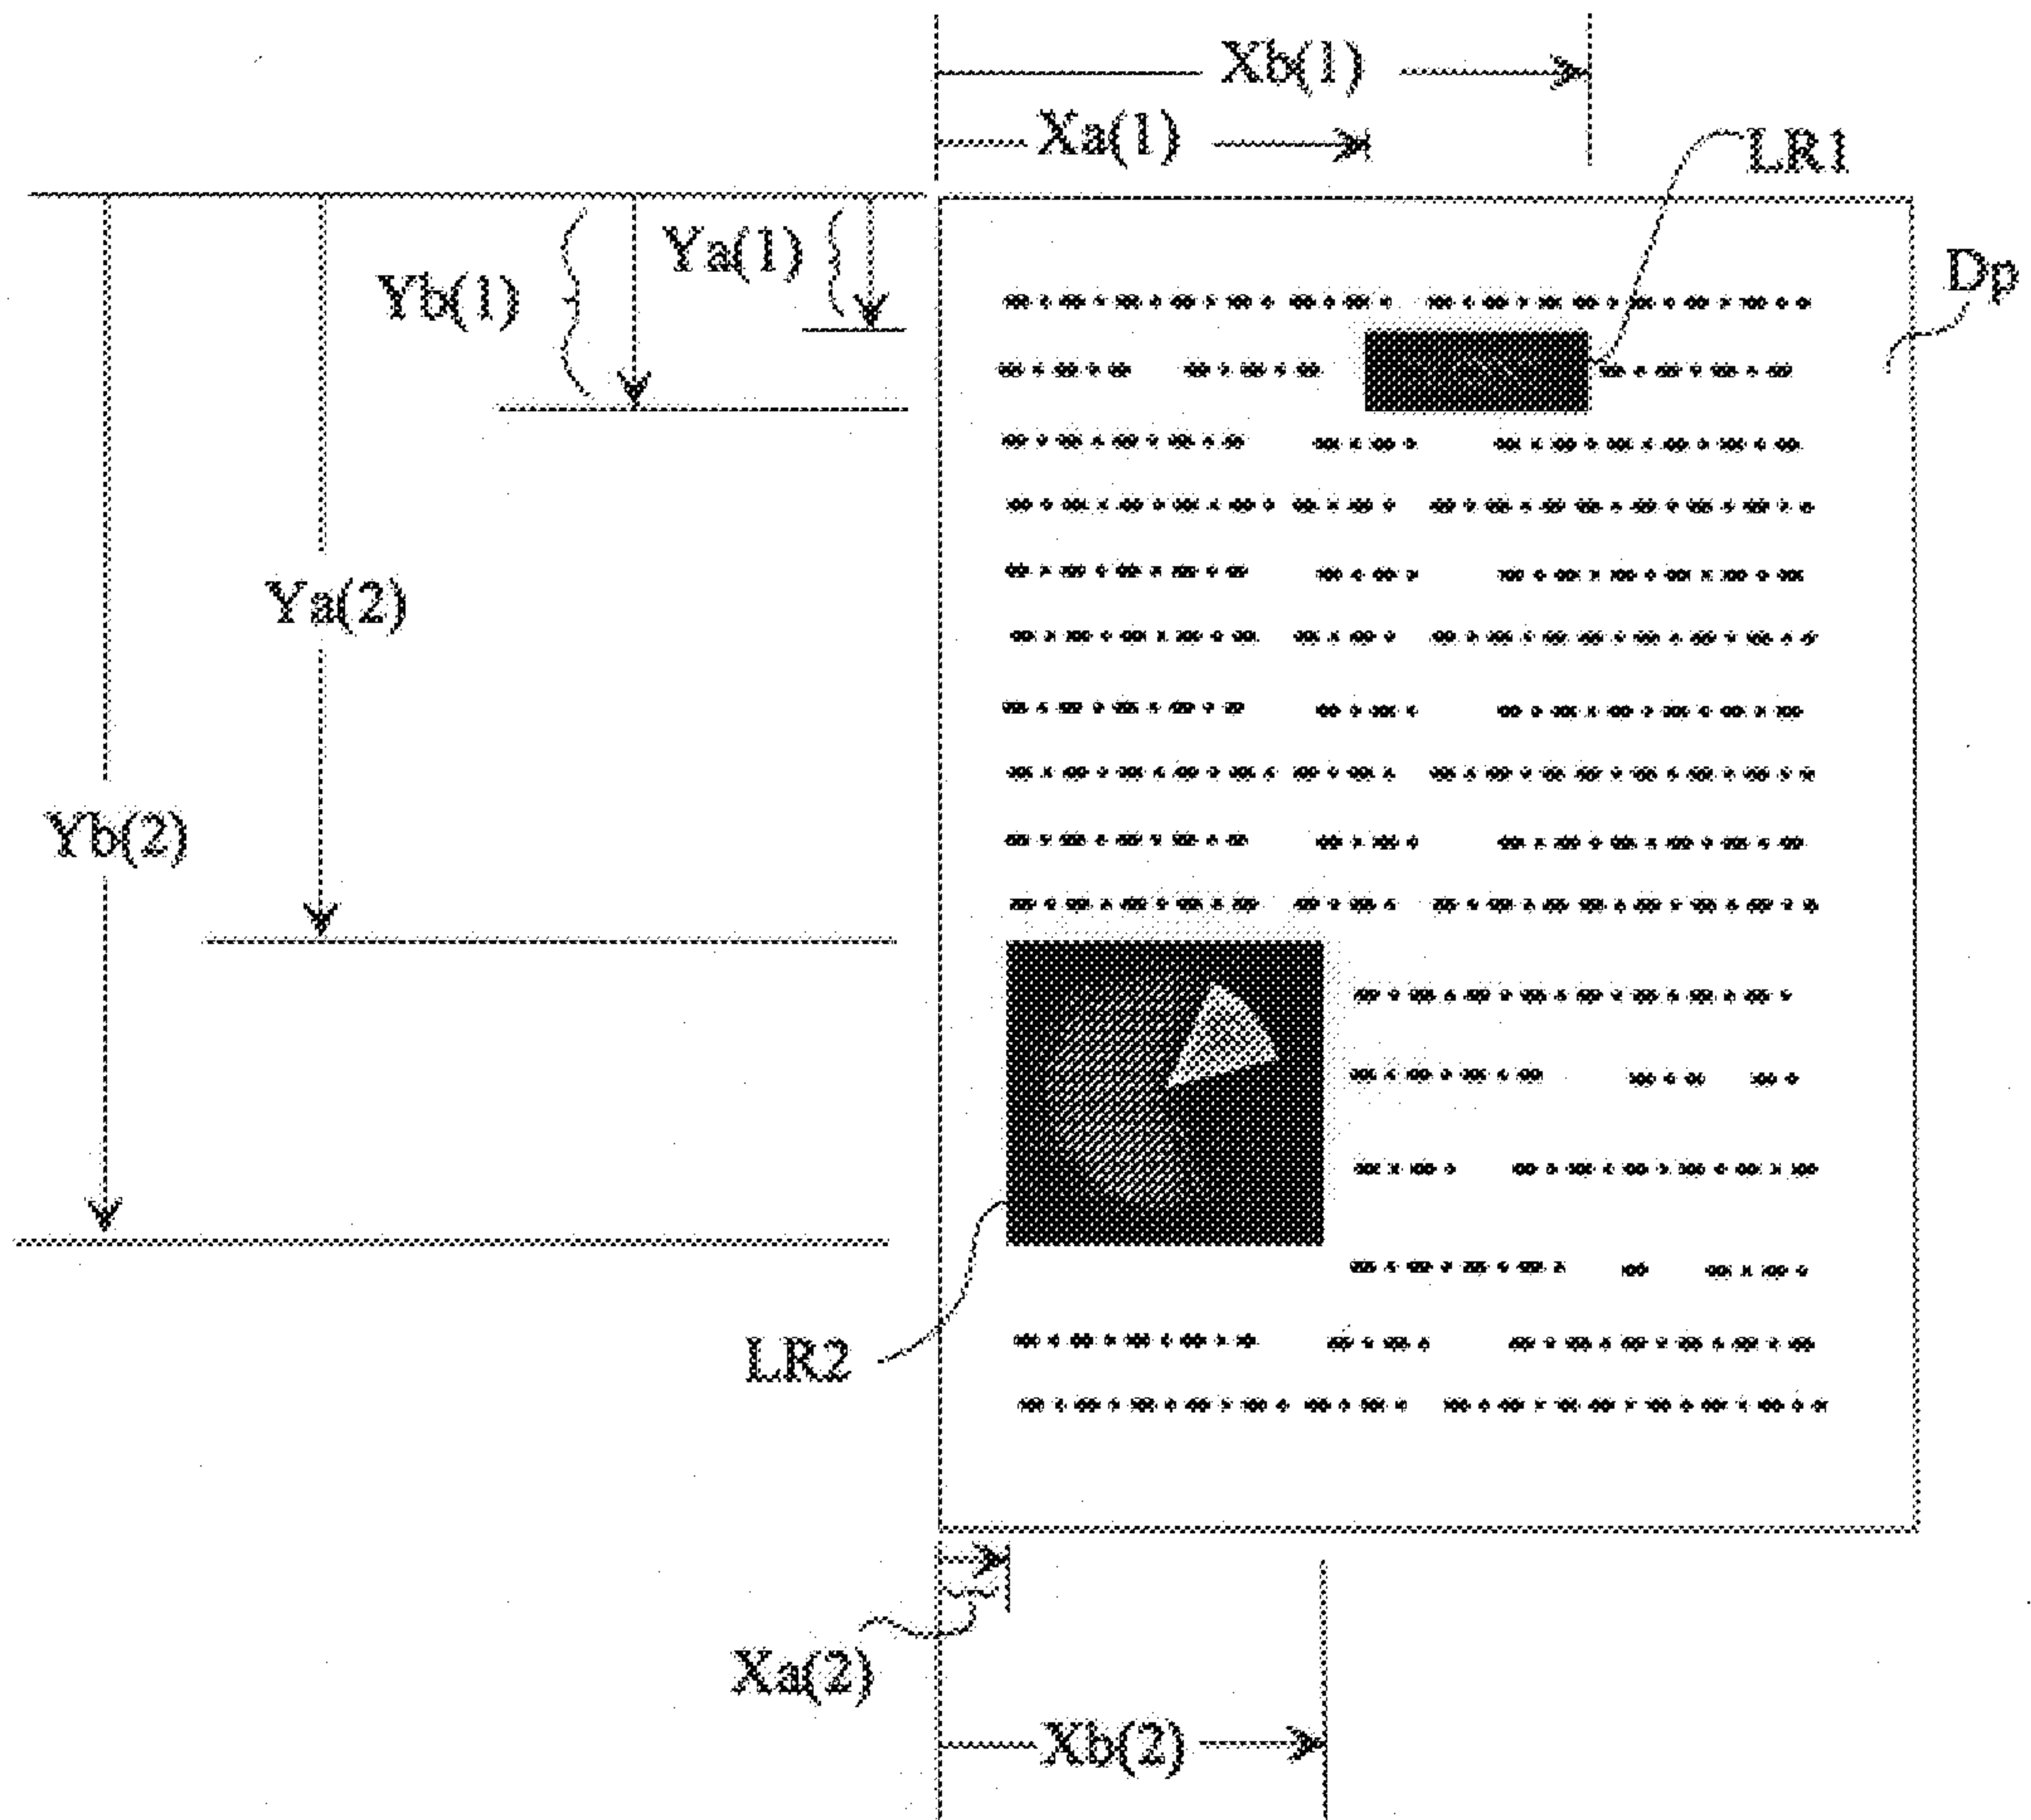 Xb(1)
Xa(1)
LR1
Ya(1)
Dp
Yb(1)
Ya(2)
Yb(2)
LR2
Xa(2)
Xb(2)